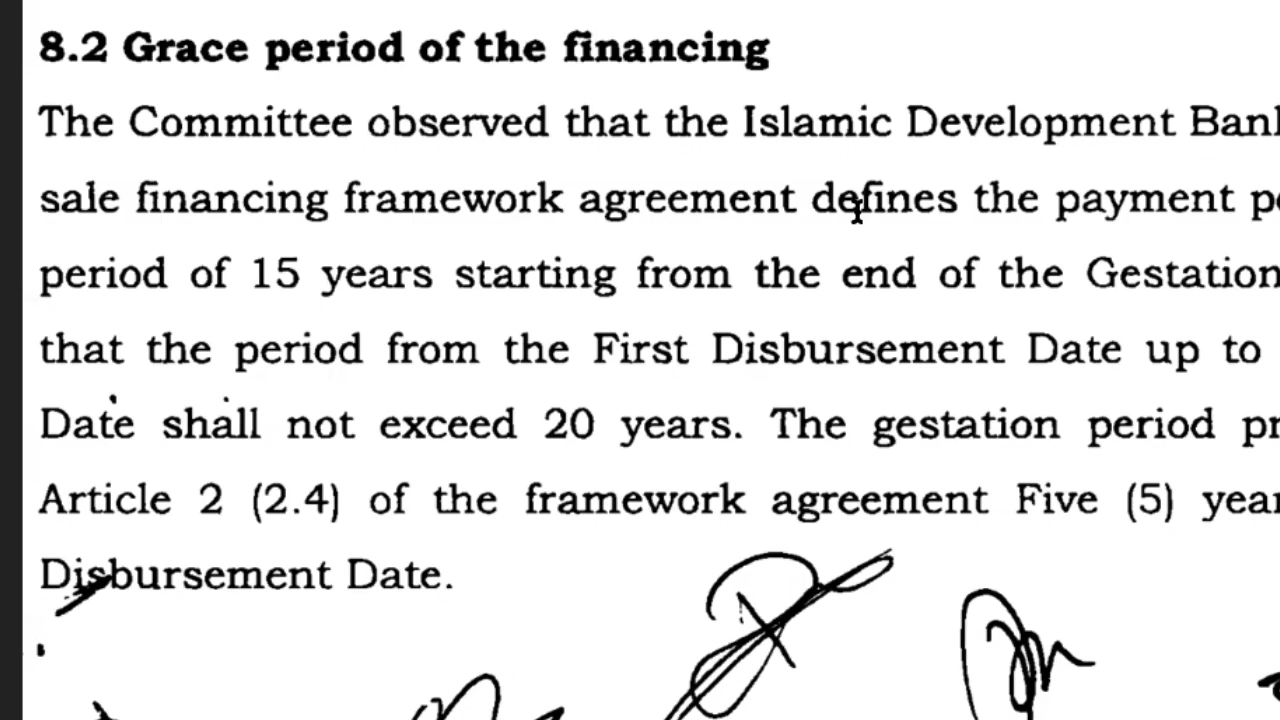 8.2 Grace period of the financing
The Committee observed that the Islamic Development
sale financing framework agreement defines the payment
period of 15 years starting from the end of the Gestation
that the period from the First Disbursement Date up to
Date shall not exceed 20 years. The gestation period
Article 2 (2.4) of the framework agreement Five (5)
Disbursement Date.